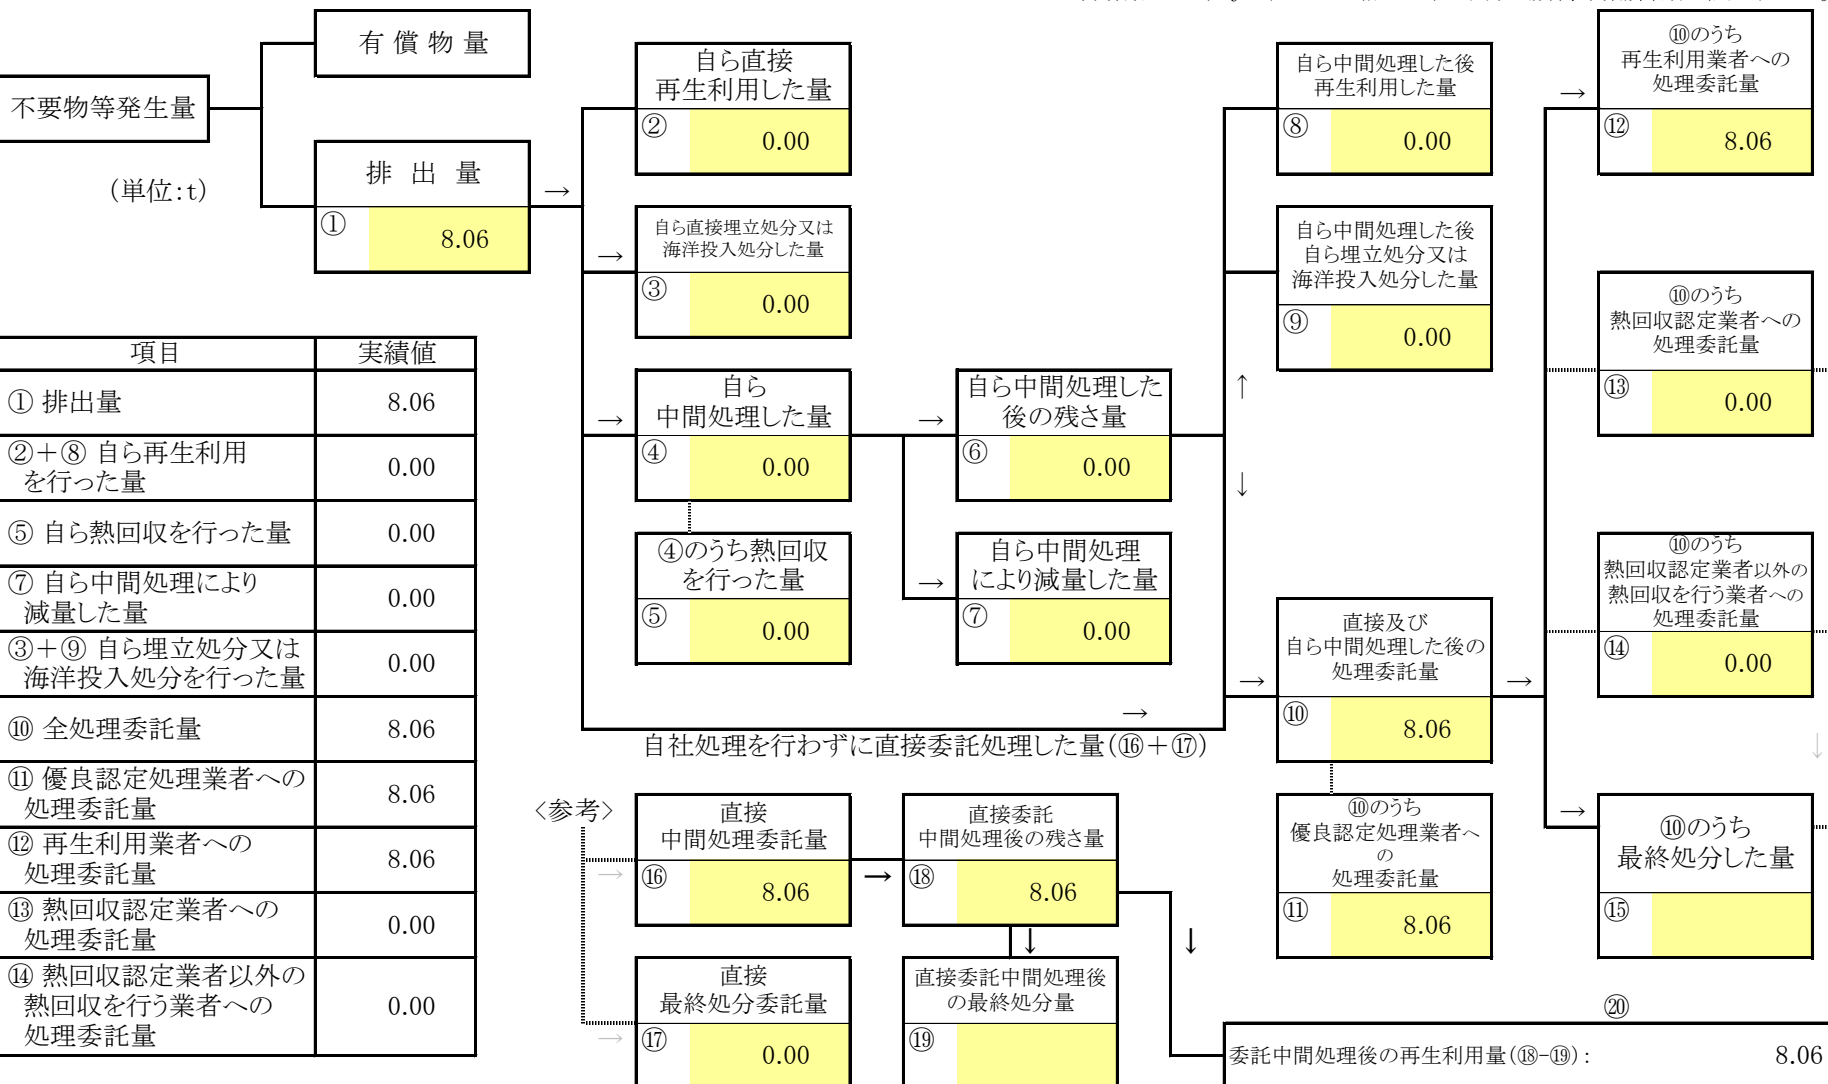 有償物量
不要物等発生量
(単位:t)
排出量
→
① 8.06
自ら直接
再生利用した量
② 0.00
→
自ら直接埋立処分又は
海洋投入処分した量
③ 0.00
→
自ら
中間処理した量
④ 0.00
④のうち熱回収
を行った量
⑤ 0.00
→
自ら中間処理した
後の残さ量
⑥ 0.00
→
自ら中間処理
により減量した量
⑦ 0.00
↑
↓
自ら中間処理した後
再生利用した量
⑧ 0.00
自ら中間処理した後
自ら埋立処分又は
海洋投入処分した量
⑨ 0.00
→
直接及び
自ら中間処理した後の
処理委託量
⑩ 8.06
⑩のうち
優良認定処理業者へ
の
処理委託量
⑪ 8.06
→
→
⑩のうち
再生利用業者への
処理委託量
⑫ 8.06
⑩のうち
熱回収認定業者への
処理委託量
⑬ 0.00
⑩のうち
熱回収認定業者以外の
熱回収を行う業者への
処理委託量
⑭ 0.00
↓
→
⑩のうち
最終処分した量
⑮
→
自社処理を行わずに直接委託処理した量(⑯+⑰)
<参考>
→
直接
中間処理委託量
⑯ 8.06
→
直接委託
中間処理後の残さ量
⑱ 8.06
↓
↓
→
直接
最終処分委託量
⑰ 0.00
直接委託中間処理後
の最終処分量
⑲
⑳
委託中間処理後の再生利用量(⑱-⑲): 8.06
項目 実績値
① 排出量 8.06
②+⑧ 自ら再生利用
を行った量 0.00
⑤ 自ら熱回収を行った量 0.00
⑦ 自ら中間処理により
減量した量 0.00
③+⑨ 自ら埋立処分又は
海洋投入処分を行った量 0.00
⑩ 全処理委託量 8.06
⑪ 優良認定処理業者への
処理委託量 8.06
⑫ 再生利用業者への
処理委託量 8.06
⑬ 熱回収認定業者への
処理委託量 0.00
⑭ 熱回収認定業者以外の
熱回収を行う業者への
処理委託量 0.00